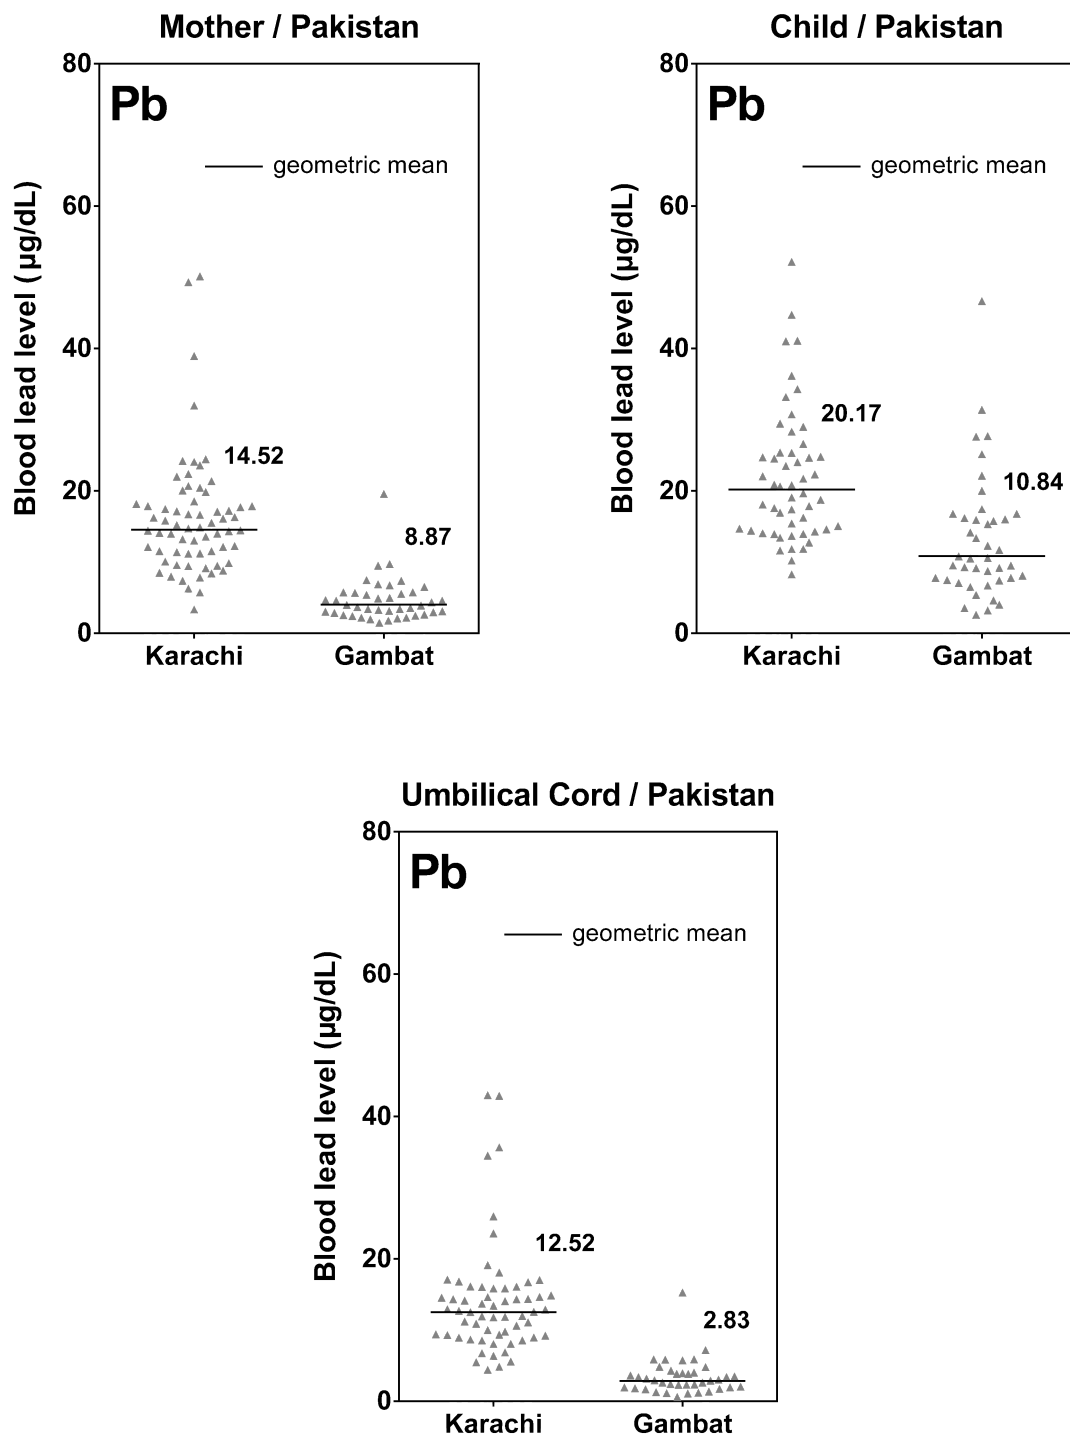 Mother / Pakistan
80
60
40
20
0
Blood lead level ( µg/dL)
Pb
geometric mean
14.52
8.87
Karachi
Gambat
Child / Pakistan
80
60
40
20
0
Blood lead level (µg/dL)
Pb
geometric mean
20.17
10.84
Karachi
Gambat
Umbilical Cord / Pakistan
80
60
40
20
0
Blood lead level (µg/dL)
Pb
geometric mean
12.52
2.83
Karachi
Gambat